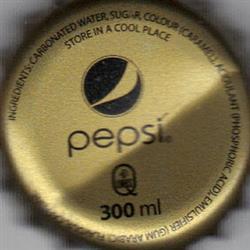 INGREDIENTS: CARBONATED WATER, SUGAR, COLOUR (CARAMEL), ACIDULANT (PHOSPHORIC ACID), EMULSIFIER (GUM ARABIC)
STORE IN A COOL PLACE
pepsi
300 ml